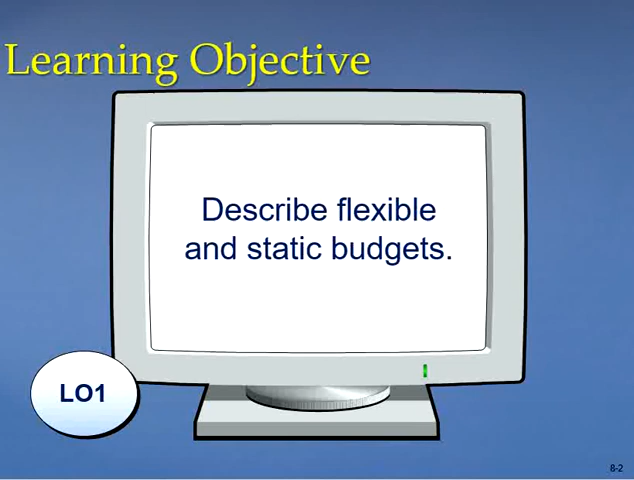 Learning Objective
Describe flexible
and static budgets.
LO1
8-2